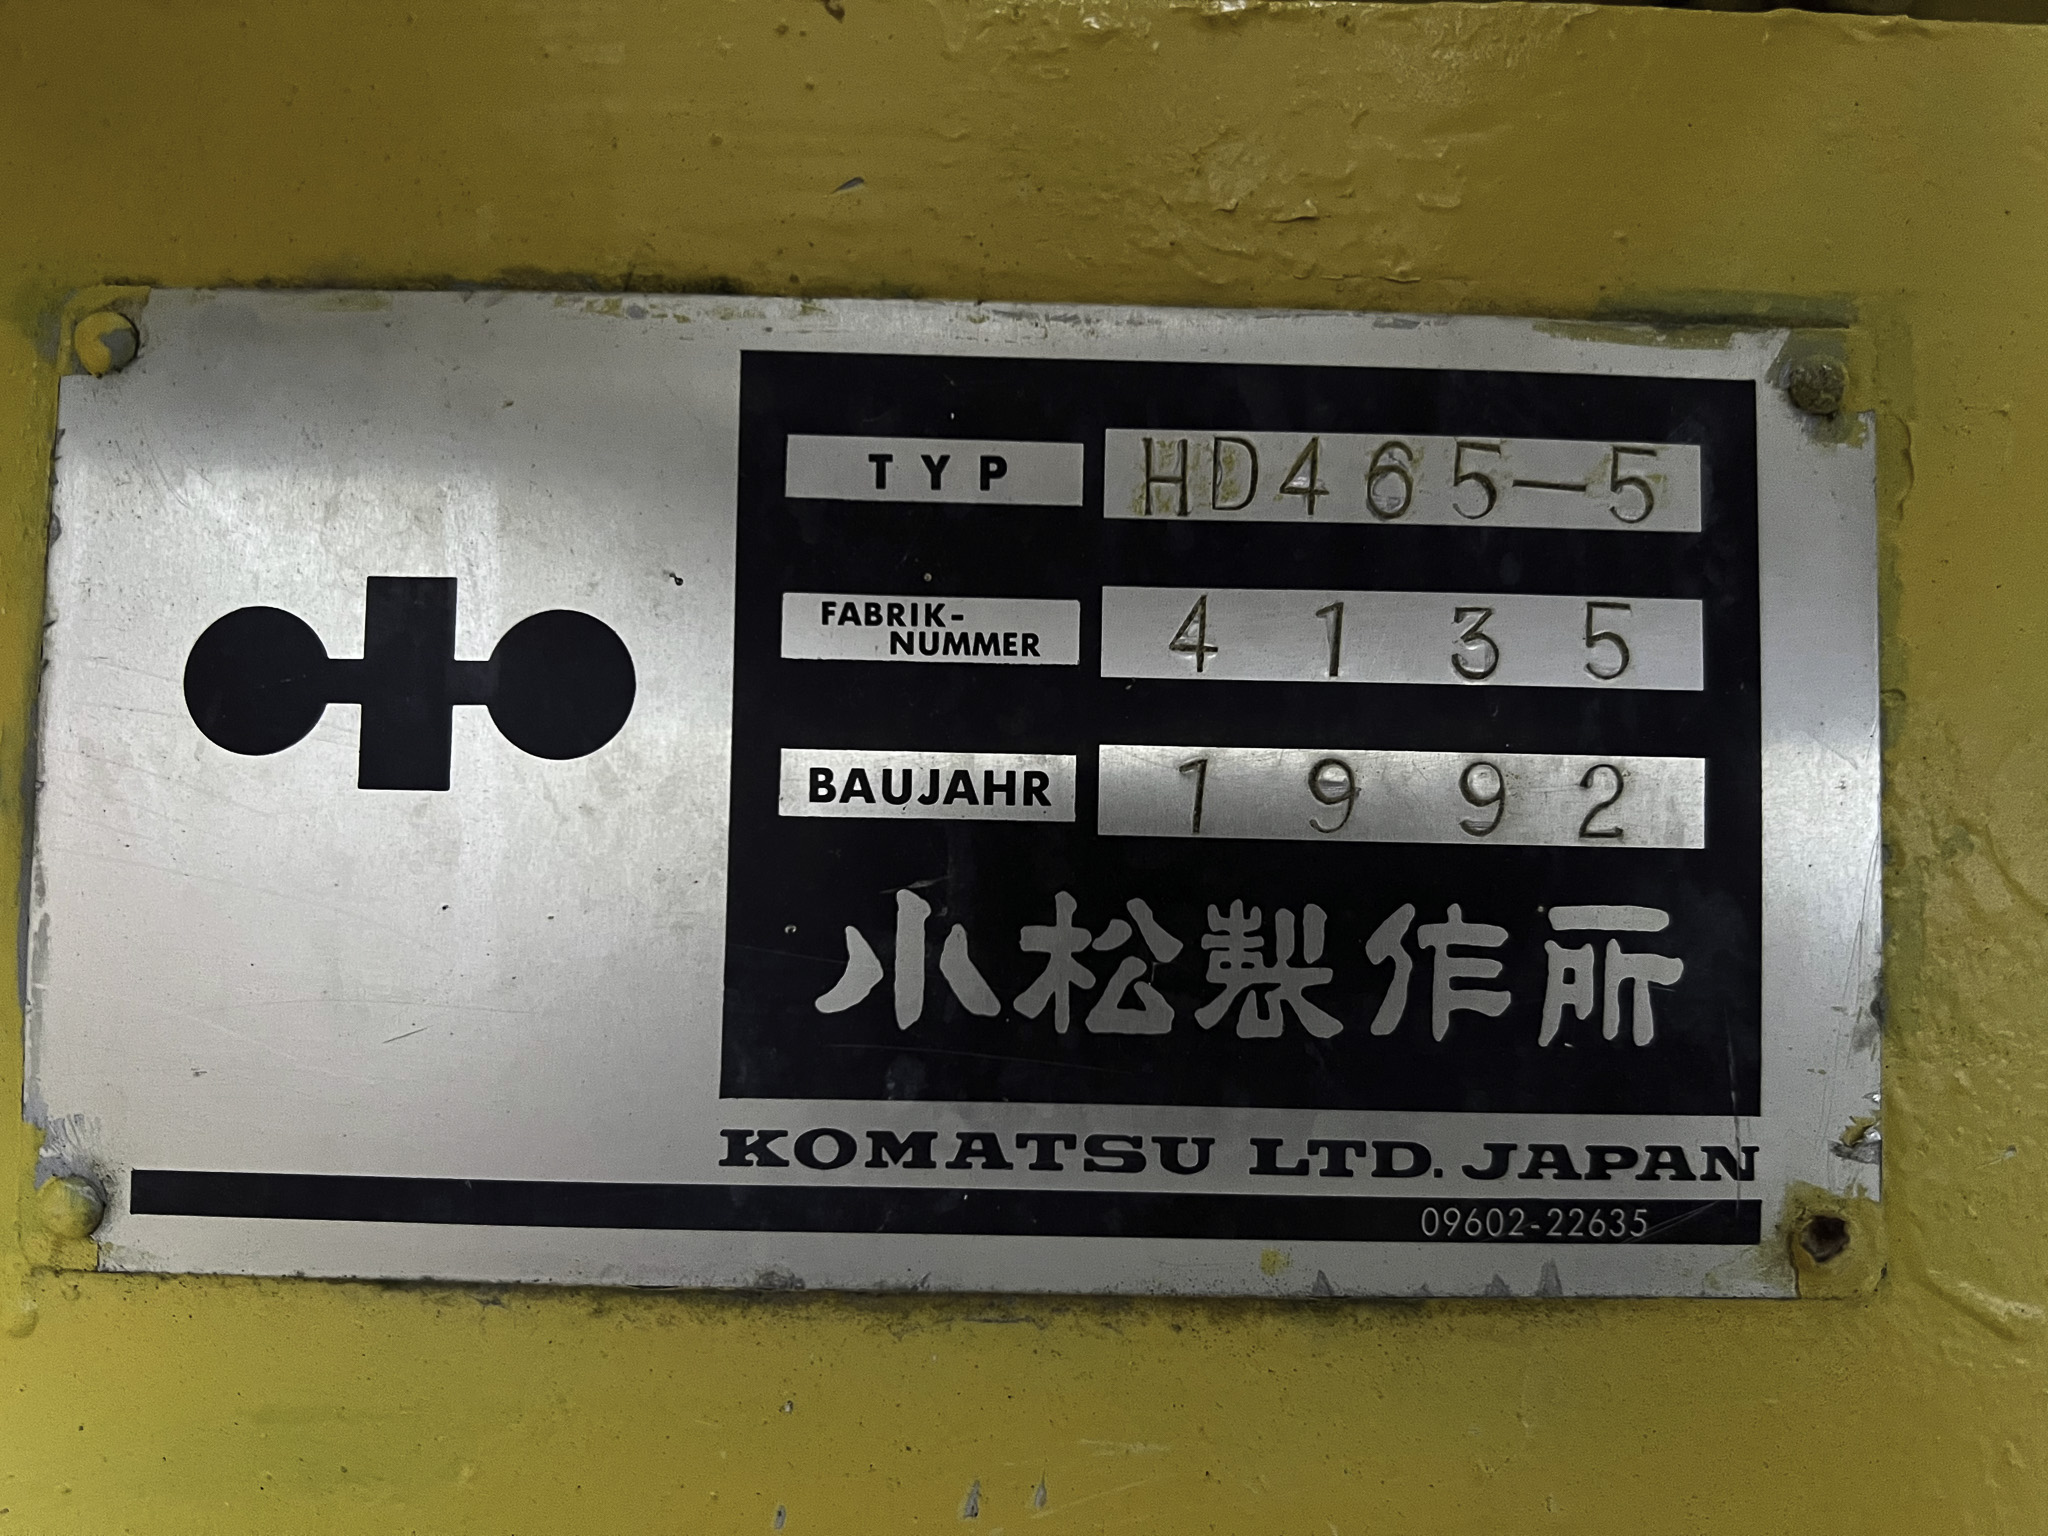 TYP HD465-5
FABRIK-
NUMMER 4135
BAUJAHR 1992
小松製作所
KOMATSU LTD. JAPAN
09602-22635